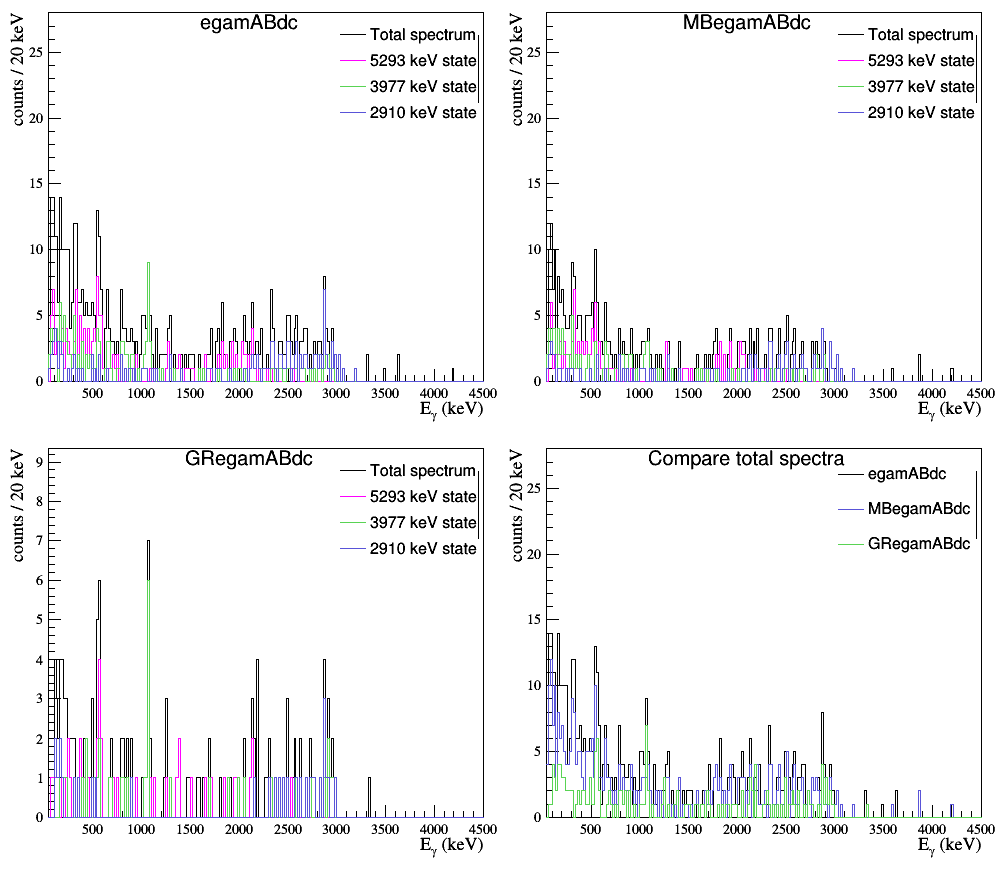 egamABdc
counts / 20 keV
Total spectrum
5293 keV state
3977 keV state
2910 keV state
25
20
15
10
5
0
500 1000 1500 2000 2500 3000 3500 4000 4500
Eγ (keV)
MBegamABdc
counts / 20 keV
Total spectrum
5293 keV state
3977 keV state
2910 keV state
25
20
15
10
5
0
500 1000 1500 2000 2500 3000 3500 4000 4500
Eγ (keV)
GRegamABdc
counts / 20 keV
Total spectrum
5293 keV state
3977 keV state
2910 keV state
9
8
7
6
5
4
3
2
1
0
500 1000 1500 2000 2500 3000 3500 4000 4500
Eγ (keV)
Compare total spectra
counts / 20 keV
egamABdc
MBegamABdc
GRegamABdc
25
20
15
10
5
0
500 1000 1500 2000 2500 3000 3500 4000 4500
Eγ (keV)